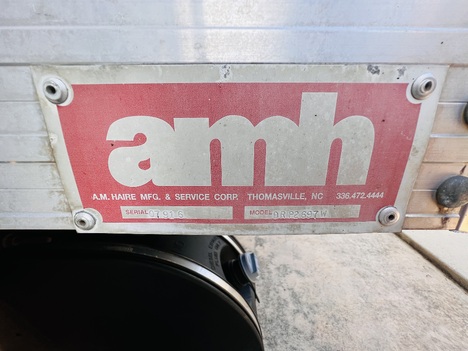 amh
A.M. HAIRE MFG. & SERVICE CORP. THOMASVILLE, NC 336.472.4444
SERIAL MODEL